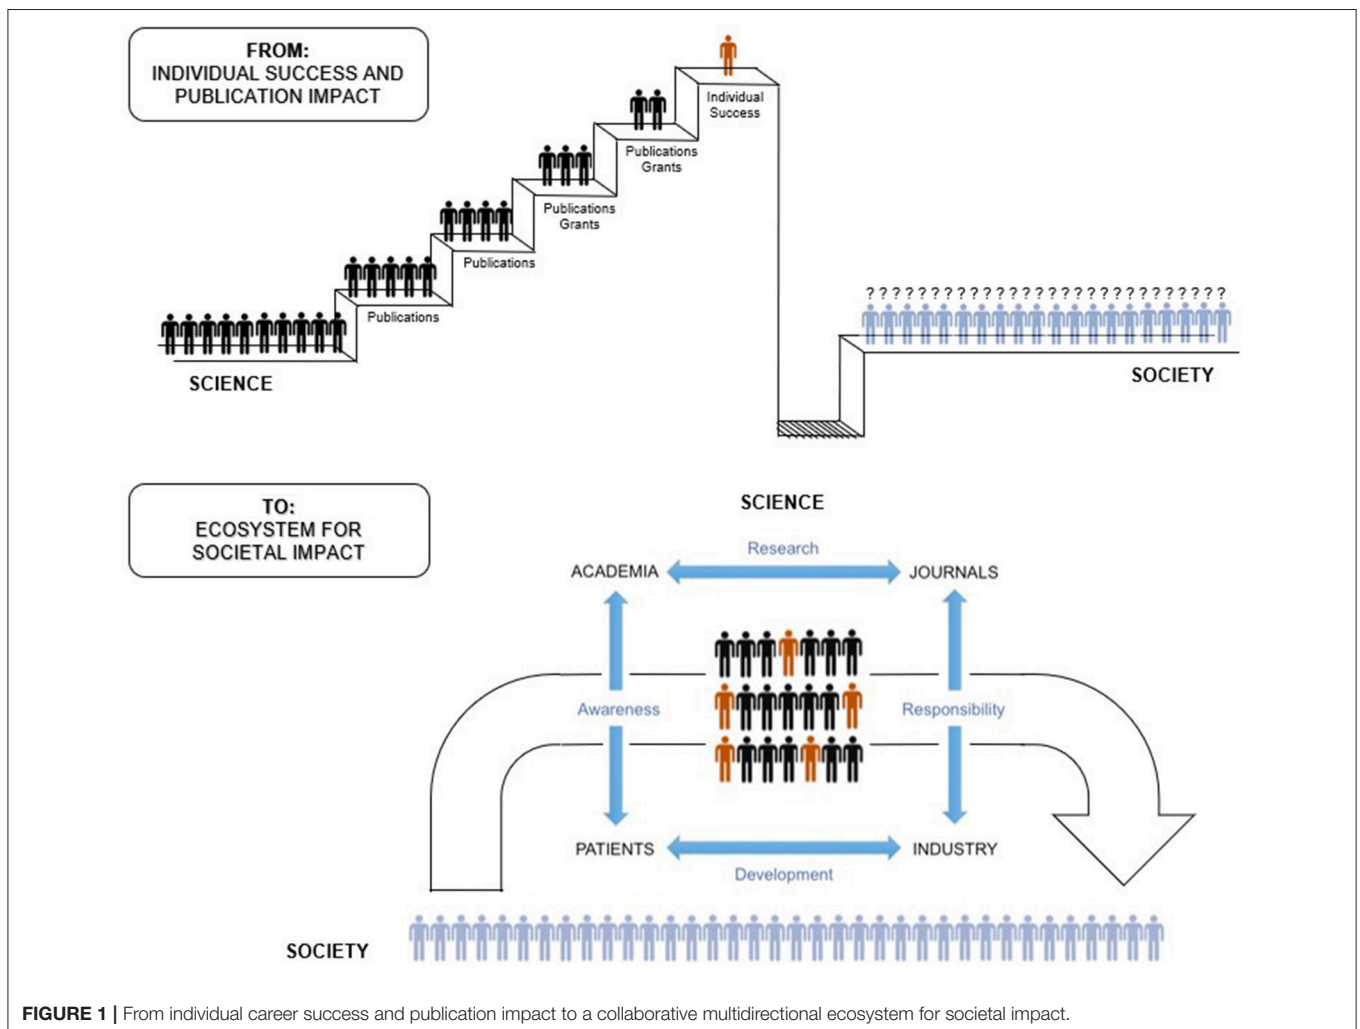 FROM:
INDIVIDUAL SUCCESS AND
PUBLICATION IMPACT
Individual
Success
Publications
Grants
Publications
Grants
Publications
Publications
SCIENCE
? ? ? ? ? ? ? ? ? ? ? ? ? ? ? ? ? ? ? ? ? ? ? ? ? ? ? ?
SOCIETY
TO:
ECOSYSTEM FOR
SOCIETAL IMPACT
SCIENCE
Research
ACADEMIA
JOURNALS
Awareness
Responsibility
PATIENTS
INDUSTRY
Development
SOCIETY
FIGURE 1 | From individual career success and publication impact to a collaborative multidirectional ecosystem for societal impact.